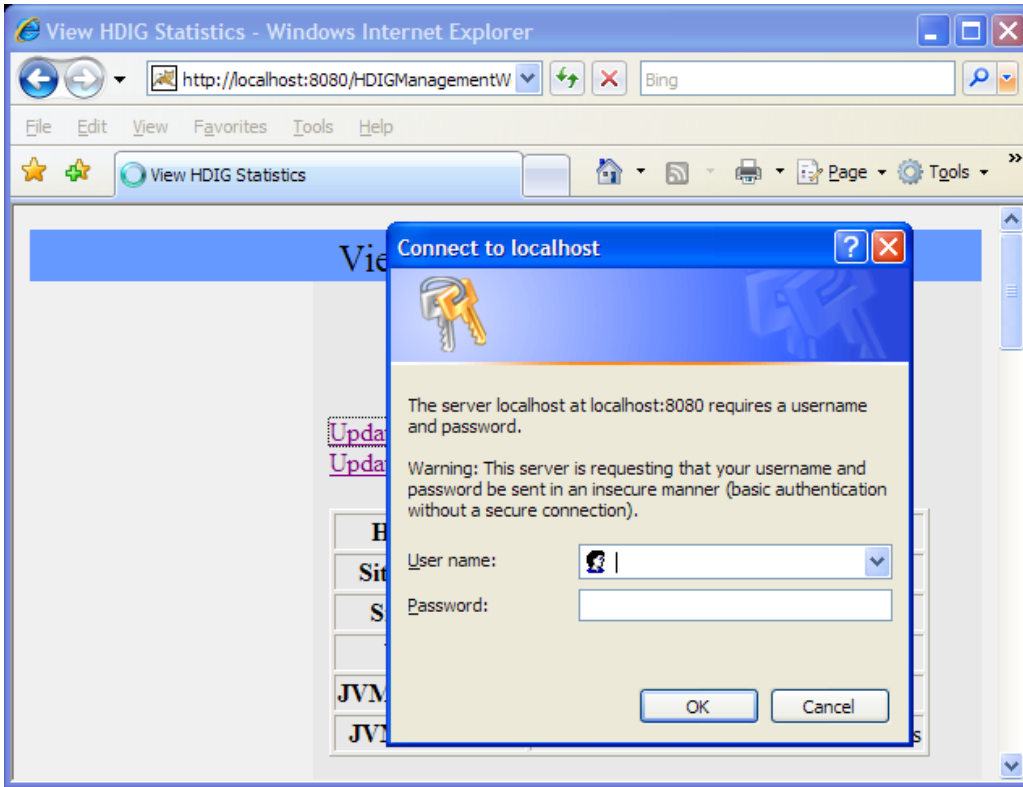 View HDIG Statistics - Windows Internet Explorer
http://localhost:8080/HDIGManagementW
Bing
File Edit View Favorites Tools Help
View HDIG Statistics
Page Tools »
Connect to localhost
The server localhost at localhost:8080 requires a username
and password.
Warning: This server is requesting that your username and
password be sent in an insecure manner (basic authentication
without a secure connection).
User name:
Password:
OK Cancel